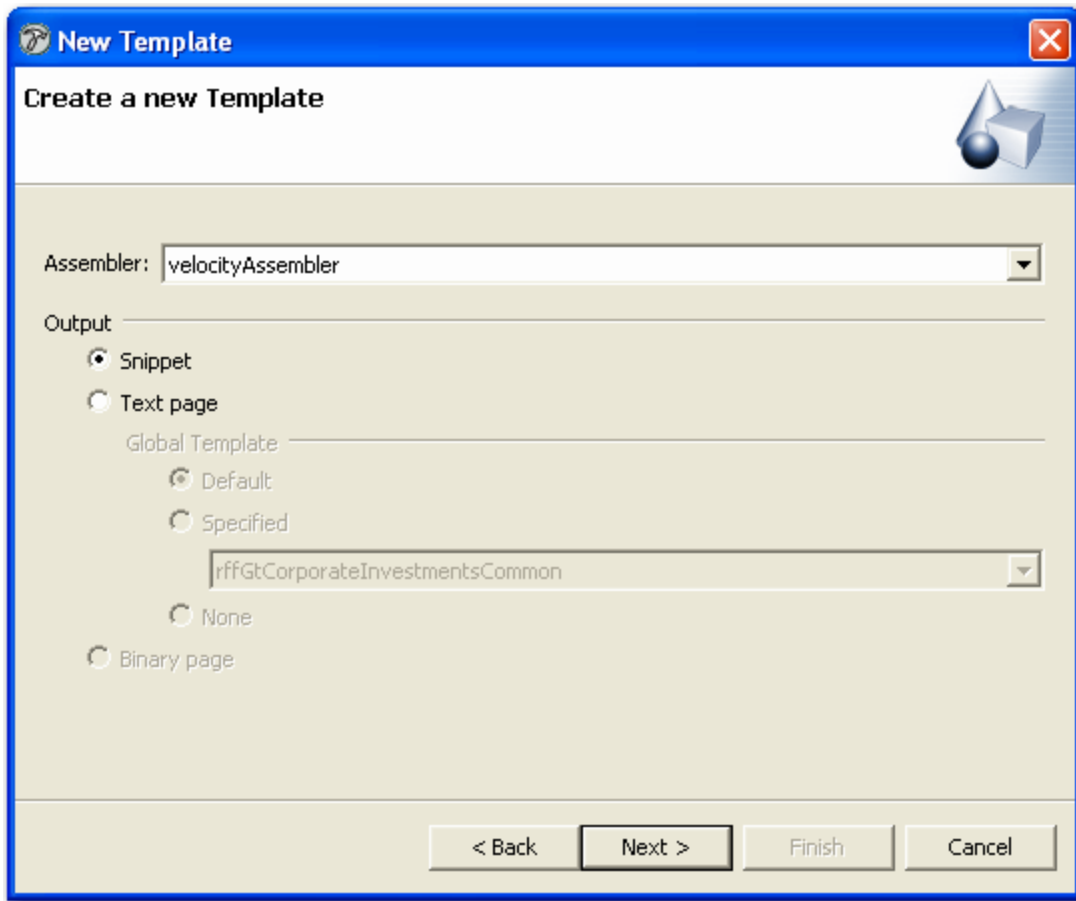 New Template
Create a new Template
Assembler: velocityAssembler
Output
Snippet
Text page
Global Template
Default
Specified
rffGtCorporateInvestmentsCommon
None
Binary page
< Back Next > Finish Cancel